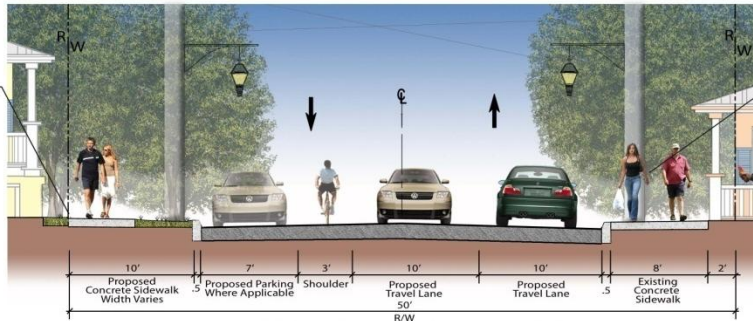 R/W
R/W
℄
10'
.5
7'
3'
10'
10'
.5
8'
2'
Proposed
Concrete Sidewalk
Width Varies
Proposed Parking
Where Applicable
Shoulder
Proposed
Travel Lane
Proposed
Travel Lane
Existing
Concrete
Sidewalk
50'
R/W